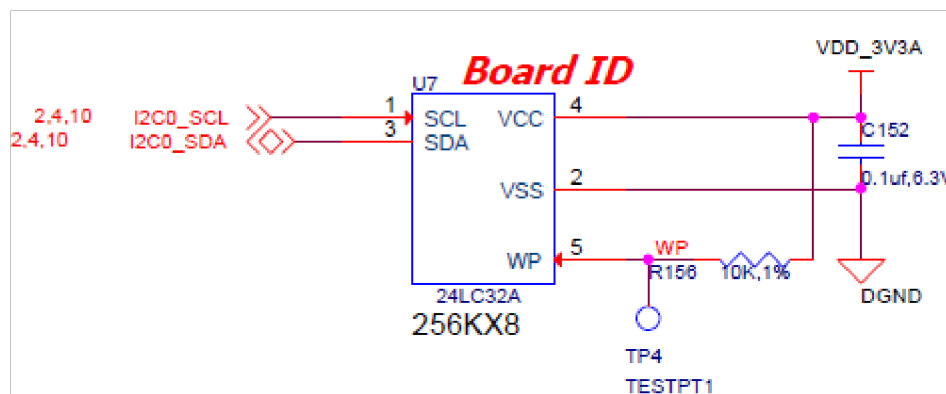 Board ID
VDD_3V3A
U7
2,4,10 I2C0_SCL 1 SCL VCC 4
2,4,10 I2C0_SDA 3 SDA
C152
0.1uf,6.3V
VSS 2
WP 5 WP
R156 10K,1%
24LC32A
256KX8
DGND
TP4
TESTPT1